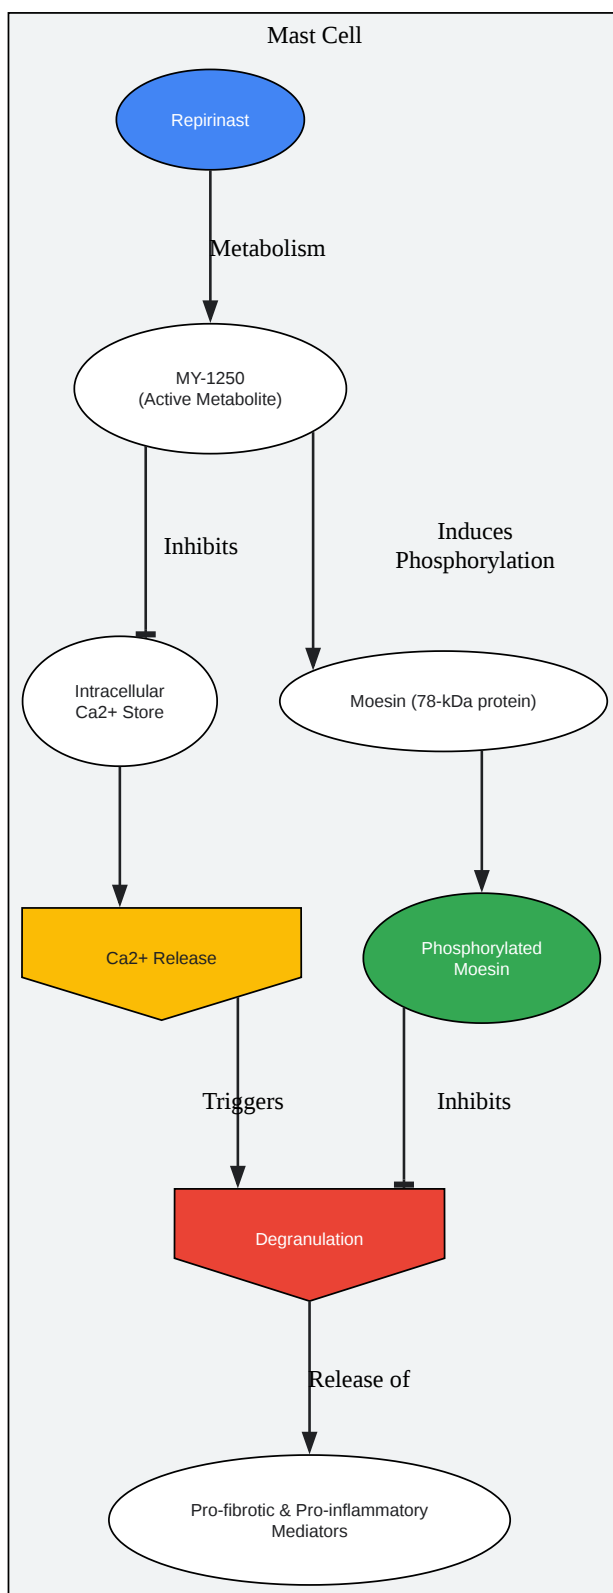 Mast Cell
Repirinast
Metabolism
MY-1250
(Active Metabolite)
Inhibits
Induces
Phosphorylation
Intracellular
Ca2+ Store
Moesin (78-kDa protein)
Ca2+ Release
Phosphorylated
Moesin
Triggers
Inhibits
Degranulation
Release of
Pro-fibrotic & Pro-inflammatory
Mediators